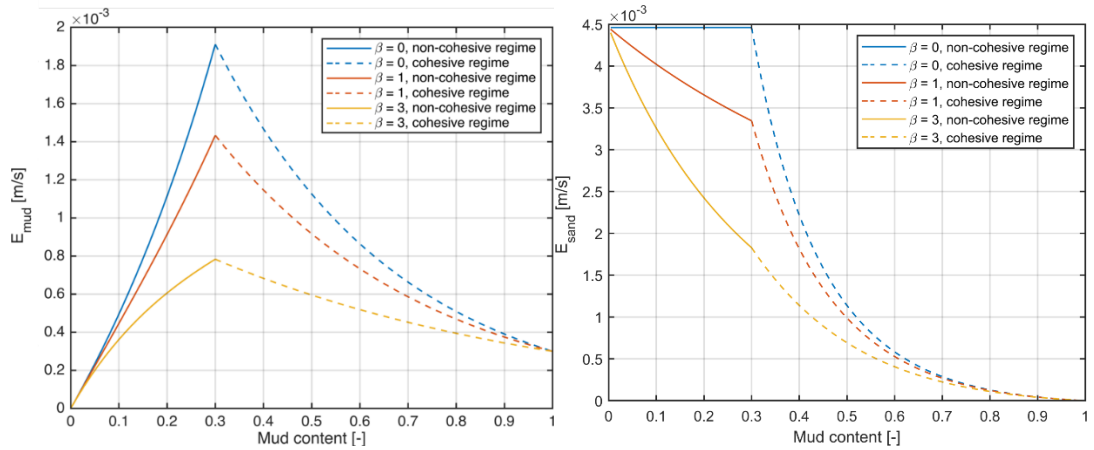 ×10⁻³
2
1.8
1.6
1.4
1.2
1
0.8
0.6
0.4
0.2
0
E_mud [m/s]
β = 0, non-cohesive regime
β = 0, cohesive regime
β = 1, non-cohesive regime
β = 1, cohesive regime
β = 3, non-cohesive regime
β = 3, cohesive regime
0 0.1 0.2 0.3 0.4 0.5 0.6 0.7 0.8 0.9 1
Mud content [-]
×10⁻³
4.5
4
3.5
3
2.5
2
1.5
1
0.5
0
E_sand [m/s]
β = 0, non-cohesive regime
β = 0, cohesive regime
β = 1, non-cohesive regime
β = 1, cohesive regime
β = 3, non-cohesive regime
β = 3, cohesive regime
0 0.1 0.2 0.3 0.4 0.5 0.6 0.7 0.8 0.9 1
Mud content [-]